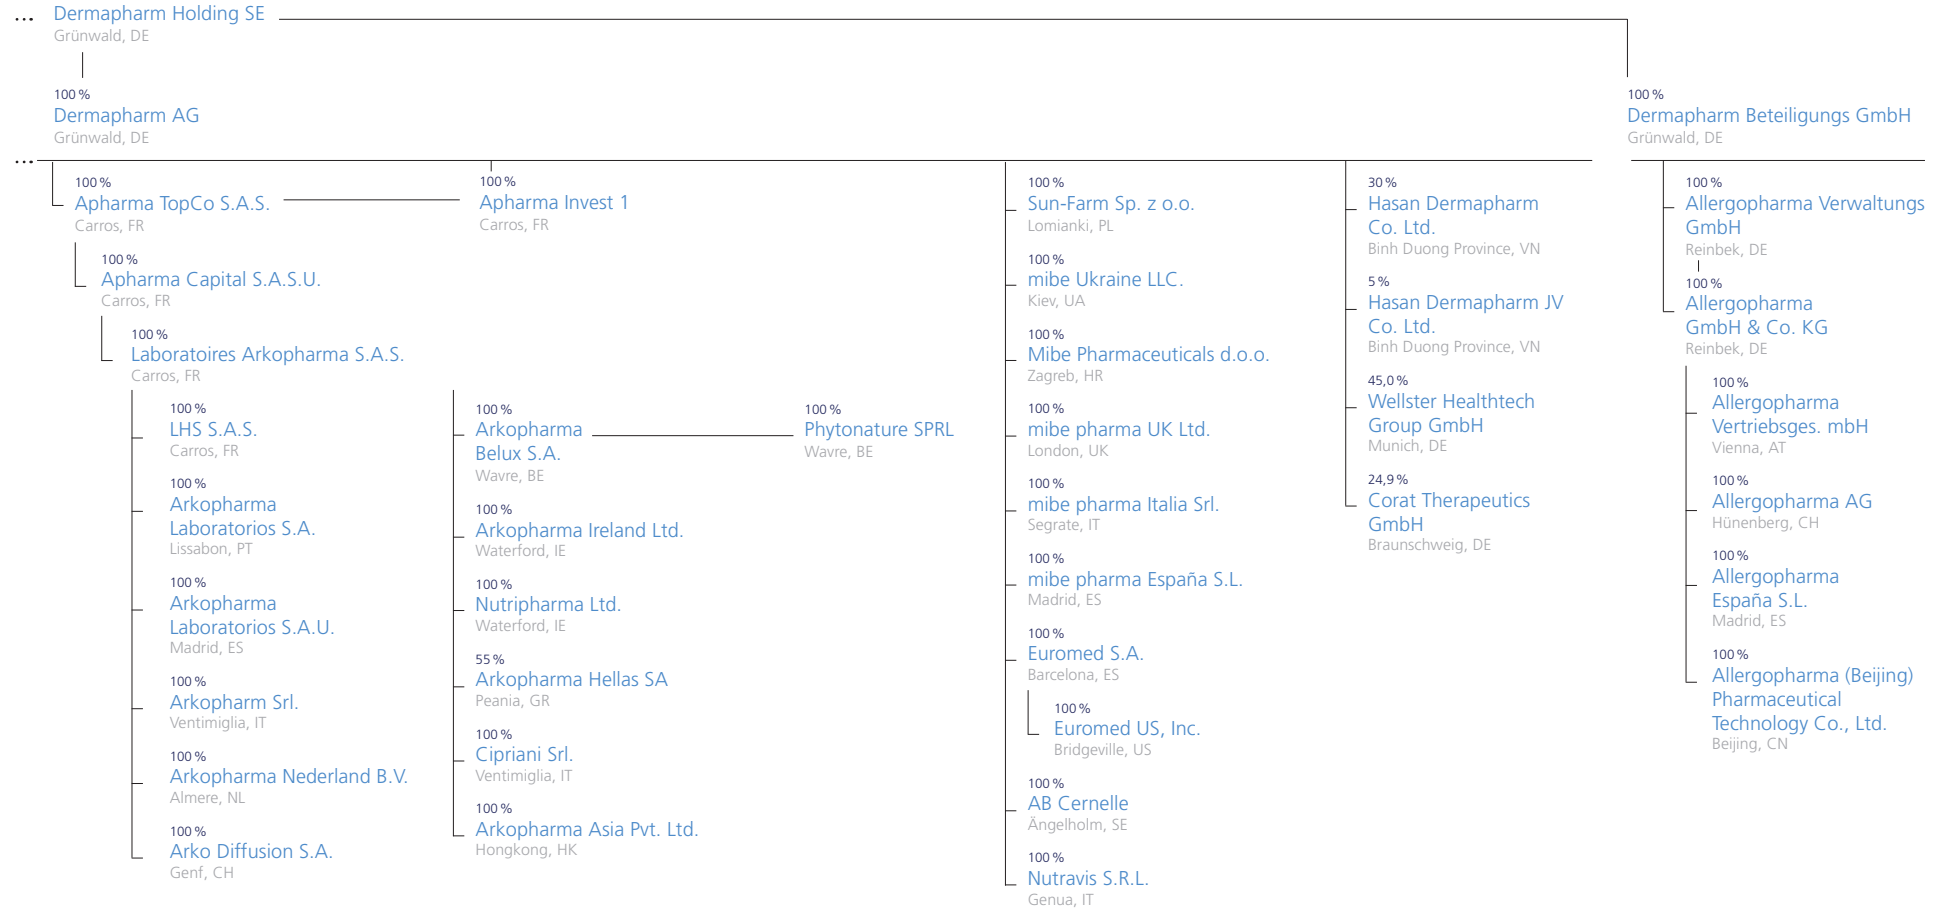 ... Dermapharm Holding SE
Grünwald, DE
100 %
Dermapharm AG
Grünwald, DE
100 %
Dermapharm Beteiligungs GmbH
Grünwald, DE
...
100 %
Apharma TopCo S.A.S.
Carros, FR
100 %
Apharma Invest 1
Carros, FR
100 %
Apharma Capital S.A.S.U.
Carros, FR
100 %
Laboratoires Arkopharma S.A.S.
Carros, FR
100 %
LHS S.A.S.
Carros, FR
100 %
Arkopharma
Laboratorios S.A.
Lissabon, PT
100 %
Arkopharma
Laboratorios S.A.U.
Madrid, ES
100 %
Arkopharm Srl.
Ventimiglia, IT
100 %
Arkopharma Nederland B.V.
Almere, NL
100 %
Arko Diffusion S.A.
Genf, CH
100 %
Arkopharma
Belux S.A.
Wavre, BE
100 %
Phytonature SPRL
Wavre, BE
100 %
Arkopharma Ireland Ltd.
Waterford, IE
100 %
Nutripharma Ltd.
Waterford, IE
55 %
Arkopharma Hellas SA
Peania, GR
100 %
Cipriani Srl.
Ventimiglia, IT
100 %
Arkopharma Asia Pvt. Ltd.
Hongkong, HK
100 %
Sun-Farm Sp. z o.o.
Lomianki, PL
100 %
mibe Ukraine LLC.
Kiev, UA
100 %
Mibe Pharmaceuticals d.o.o.
Zagreb, HR
100 %
mibe pharma UK Ltd.
London, UK
100 %
mibe pharma Italia Srl.
Segrate, IT
100 %
mibe pharma España S.L.
Madrid, ES
100 %
Euromed S.A.
Barcelona, ES
100 %
Euromed US, Inc.
Bridgeville, US
100 %
AB Cernelle
Ängelholm, SE
100 %
Nutravis S.R.L.
Genua, IT
30 %
Hasan Dermapharm
Co. Ltd.
Binh Duong Province, VN
5 %
Hasan Dermapharm JV
Co. Ltd.
Binh Duong Province, VN
45,0 %
Wellster Healthtech
Group GmbH
Munich, DE
24,9 %
Corat Therapeutics
GmbH
Braunschweig, DE
100 %
Allergopharma Verwaltungs
GmbH
Reinbek, DE
100 %
Allergopharma
GmbH & Co. KG
Reinbek, DE
100 %
Allergopharma
Vertriebsges. mbH
Vienna, AT
100 %
Allergopharma AG
Hünenberg, CH
100 %
Allergopharma
España S.L.
Madrid, ES
100 %
Allergopharma (Beijing)
Pharmaceutical
Technology Co., Ltd.
Beijing, CN